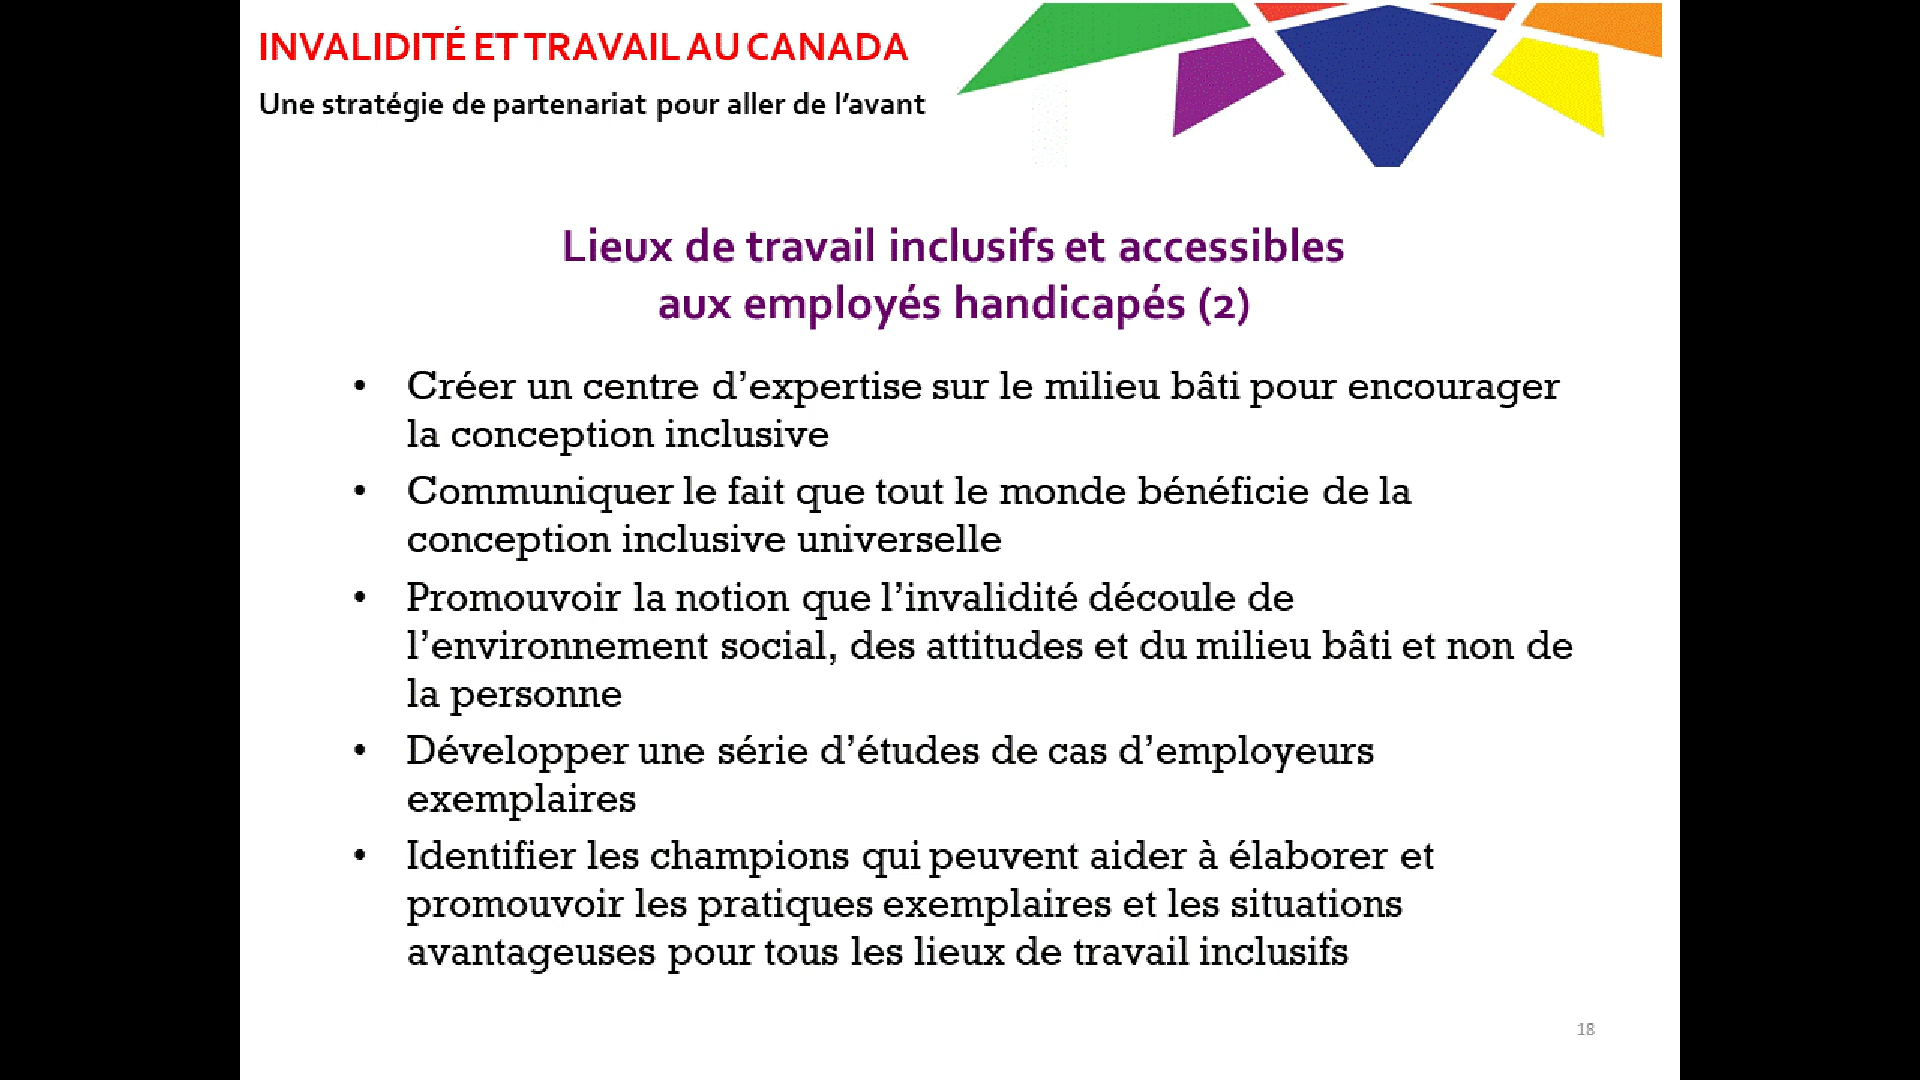 INVALIDITÉ ET TRAVAIL AU CANADA
Une stratégie de partenariat pour aller de l’avant
Lieux de travail inclusifs et accessibles
aux employés handicapés (2)
• Créer un centre d’expertise sur le milieu bâti pour encourager
la conception inclusive
• Communiquer le fait que tout le monde bénéficie de la
conception inclusive universelle
• Promouvoir la notion que l’invalidité découle de
l’environnement social, des attitudes et du milieu bâti et non de
la personne
• Développer une série d’études de cas d’employeurs
exemplaires
• Identifier les champions qui peuvent aider à élaborer et
promouvoir les pratiques exemplaires et les situations
avantageuses pour tous les lieux de travail inclusifs
18